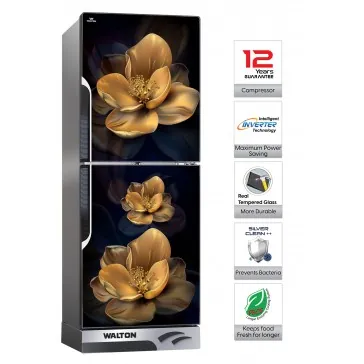 WALTON
12
Years
GUARANTEE
Compressor
Intelligent
INVERTER
Technology
Maximum Power
Saving
Real
Tempered Glass
More Durable
SILVER
CLEAN ++
Prevents Bacteria
Keeps food
Fresh for longer